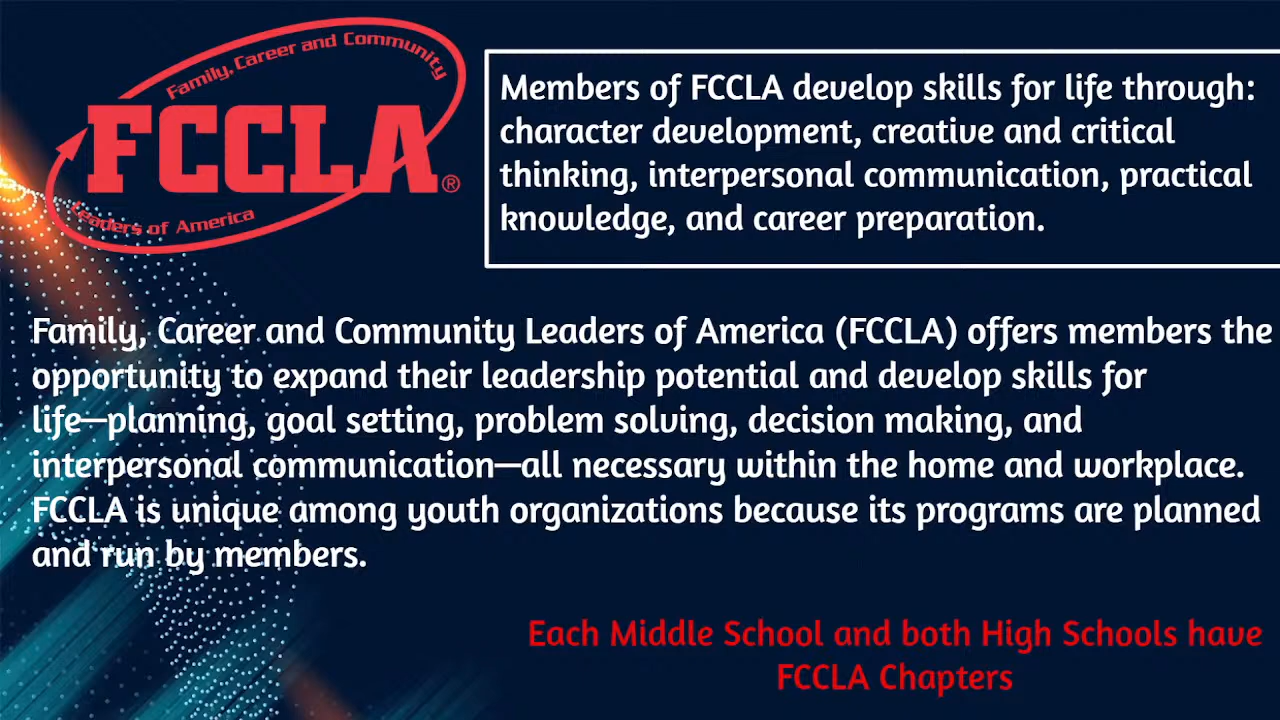 Family, Career and Community
FCCLA®
Leaders of America
Members of FCCLA develop skills for life through:
character development, creative and critical
thinking, interpersonal communication, practical
knowledge, and career preparation.
Family, Career and Community Leaders of America (FCCLA) offers members the
opportunity to expand their leadership potential and develop skills for
life—planning, goal setting, problem solving, decision making, and
interpersonal communication—all necessary within the home and workplace.
FCCLA is unique among youth organizations because its programs are planned
and run by members.
Each Middle School and both High Schools have
FCCLA Chapters